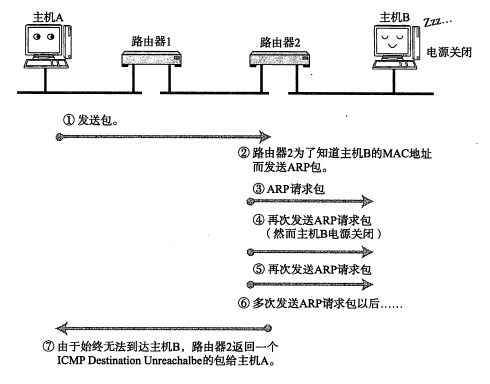 主机A
路由器1
路由器2
主机B
Zzz...
电源关闭
① 发送包。
② 路由器2为了知道主机B的MAC地址
而发送ARP包。
③ ARP请求包
④ 再次发送ARP请求包
（然而主机B电源关闭）
⑤ 再次发送ARP请求包
⑥ 多次发送ARP请求包以后……
⑦ 由于始终无法到达主机B，路由器2返回一个
ICMP Destination Unreachalbe的包给主机A。